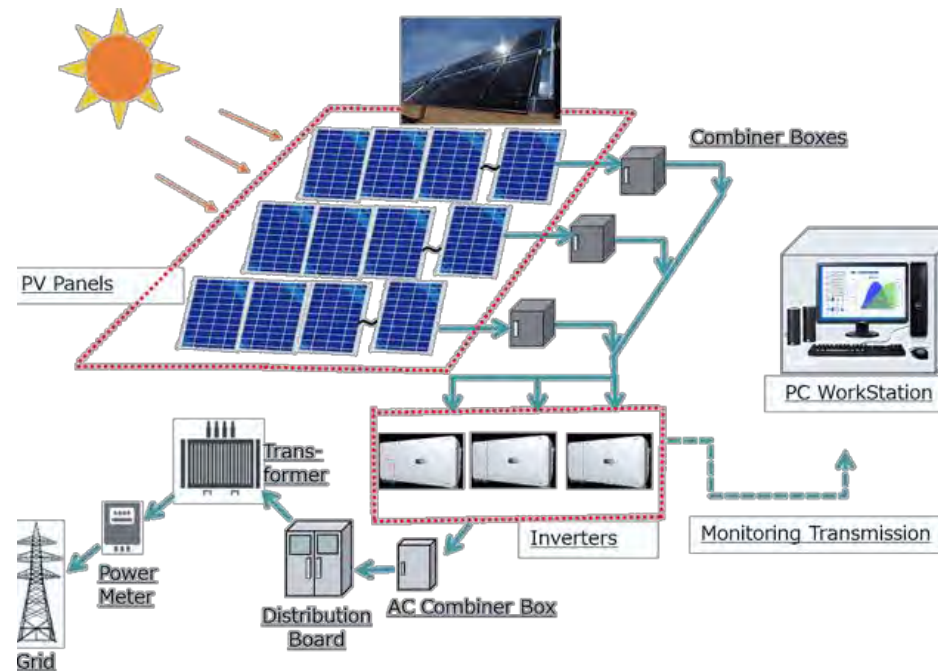 Combiner Boxes
PV Panels
PC WorkStation
Trans-
former
Inverters
Monitoring Transmission
Power
Meter
Distribution
Board
AC Combiner Box
Grid